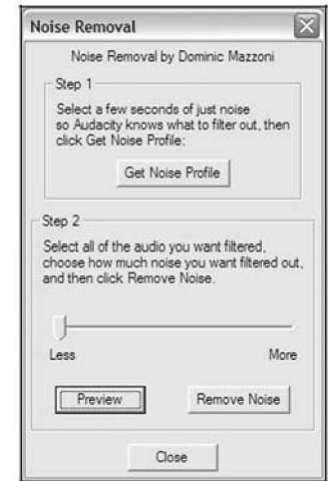 Noise Removal
Noise Removal by Dominic Mazzoni
Step 1
Select a few seconds of just noise
so Audacity knows what to filter out, then
click Get Noise Profile:
Get Noise Profile
Step 2
Select all of the audio you want filtered,
choose how much noise you want filtered out,
and then click Remove Noise.
Less More
Preview Remove Noise
Close